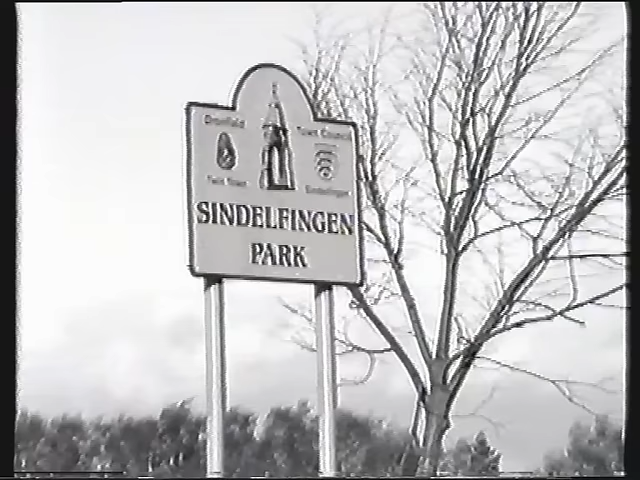 Dronfield Town Council
Twin Town Sindelfingen
SINDELFINGEN
PARK